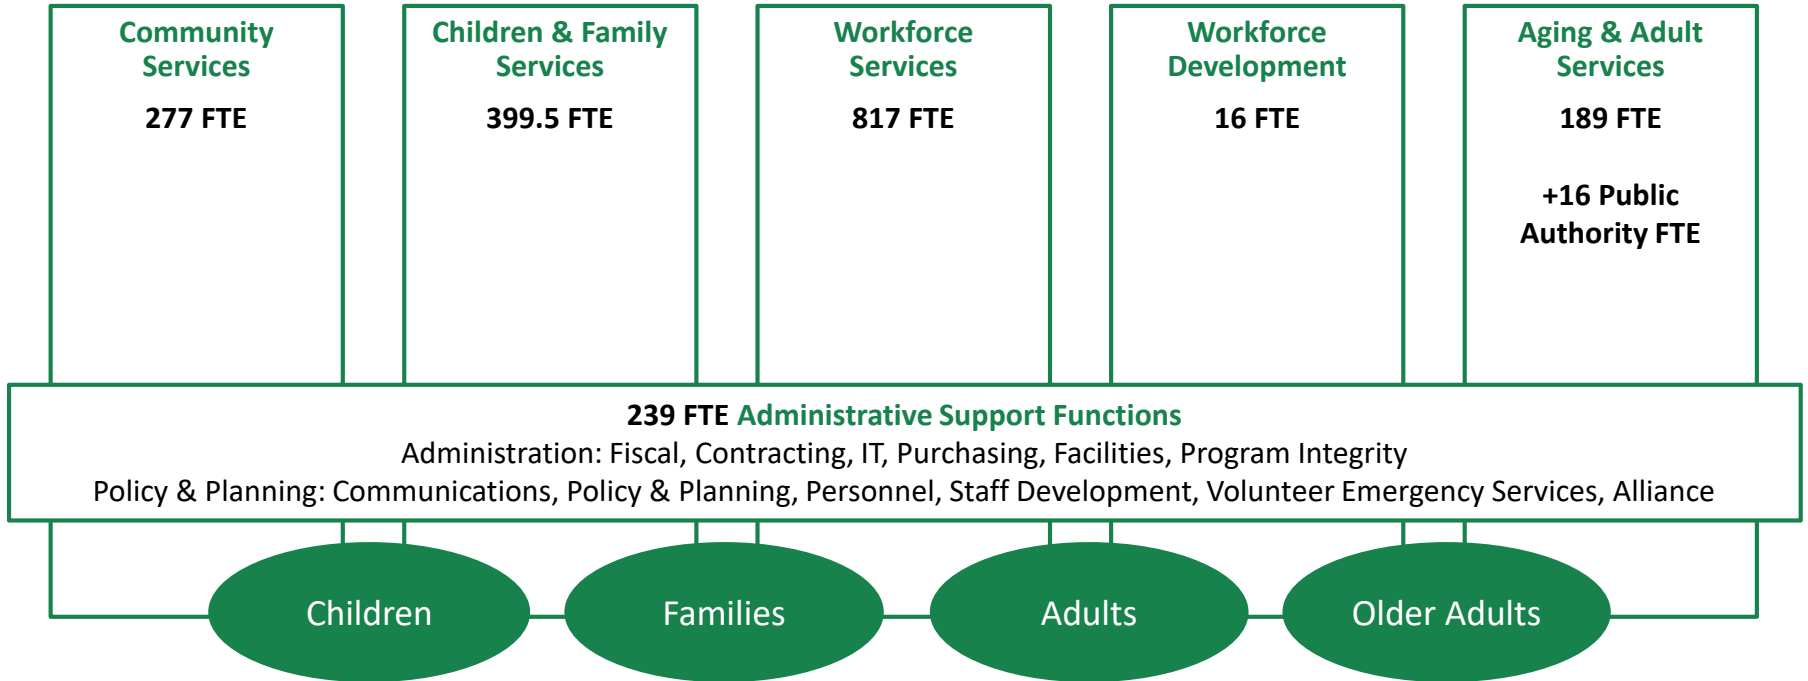 Community
Services
277 FTE
Children & Family
Services
399.5 FTE
Workforce
Services
817 FTE
Workforce
Development
16 FTE
Aging & Adult
Services
189 FTE
+16 Public
Authority FTE
239 FTE Administrative Support Functions
Administration: Fiscal, Contracting, IT, Purchasing, Facilities, Program Integrity
Policy & Planning: Communications, Policy & Planning, Personnel, Staff Development, Volunteer Emergency Services, Alliance
Children
Families
Adults
Older Adults